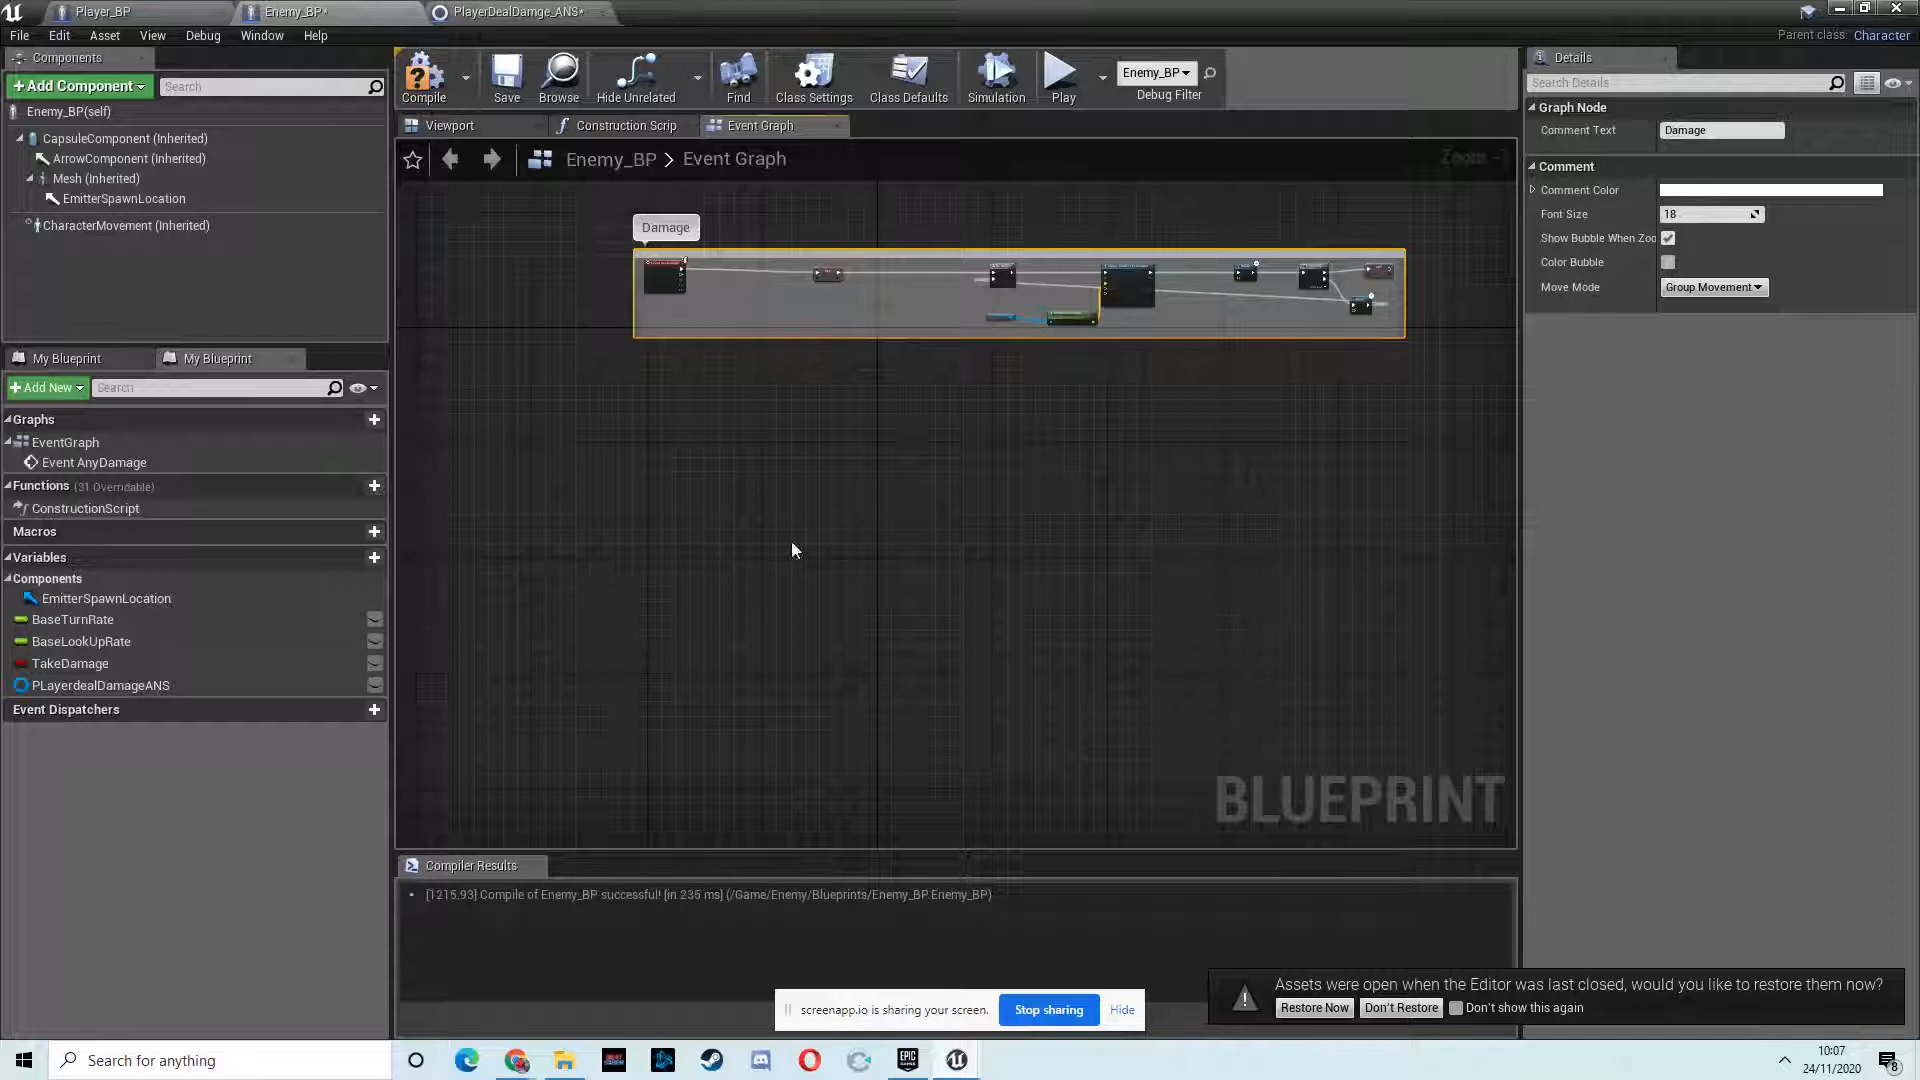 Player_BP
Enemy_BP*
PlayerDealDamge_ANS*
File Edit Asset View Debug Window Help
Parent class: Character
Components
+Add Component
Search
Enemy_BP(self)
CapsuleComponent (Inherited)
ArrowComponent (Inherited)
Mesh (Inherited)
EmitterSpawnLocation
CharacterMovement (Inherited)
My Blueprint
My Blueprint
+Add New
Search
Graphs
EventGraph
Event AnyDamage
Functions (31 Overridable)
ConstructionScript
Macros
Variables
Components
EmitterSpawnLocation
BaseTurnRate
BaseLookUpRate
TakeDamage
PLayerdealDamageANS
Event Dispatchers
Compile
Save
Browse
Hide Unrelated
Find
Class Settings
Class Defaults
Simulation
Play
Enemy_BP
Debug Filter
Viewport
Construction Scrip
Event Graph
Enemy_BP > Event Graph
Zoom -7
Damage
BLUEPRINT
Compiler Results
[1215.93] Compile of Enemy_BP successful! [in 235 ms] (/Game/Enemy/Blueprints/Enemy_BP.Enemy_BP)
Details
Search Details
Graph Node
Comment Text Damage
Comment
Comment Color
Font Size 18
Show Bubble When Zoo
Color Bubble
Move Mode Group Movement
Assets were open when the Editor was last closed, would you like to restore them now?
Restore Now Don't Restore Don't show this again
screenapp.io is sharing your screen. Stop sharing Hide
Search for anything
EPIC GAMES
10:07
24/11/2020
8